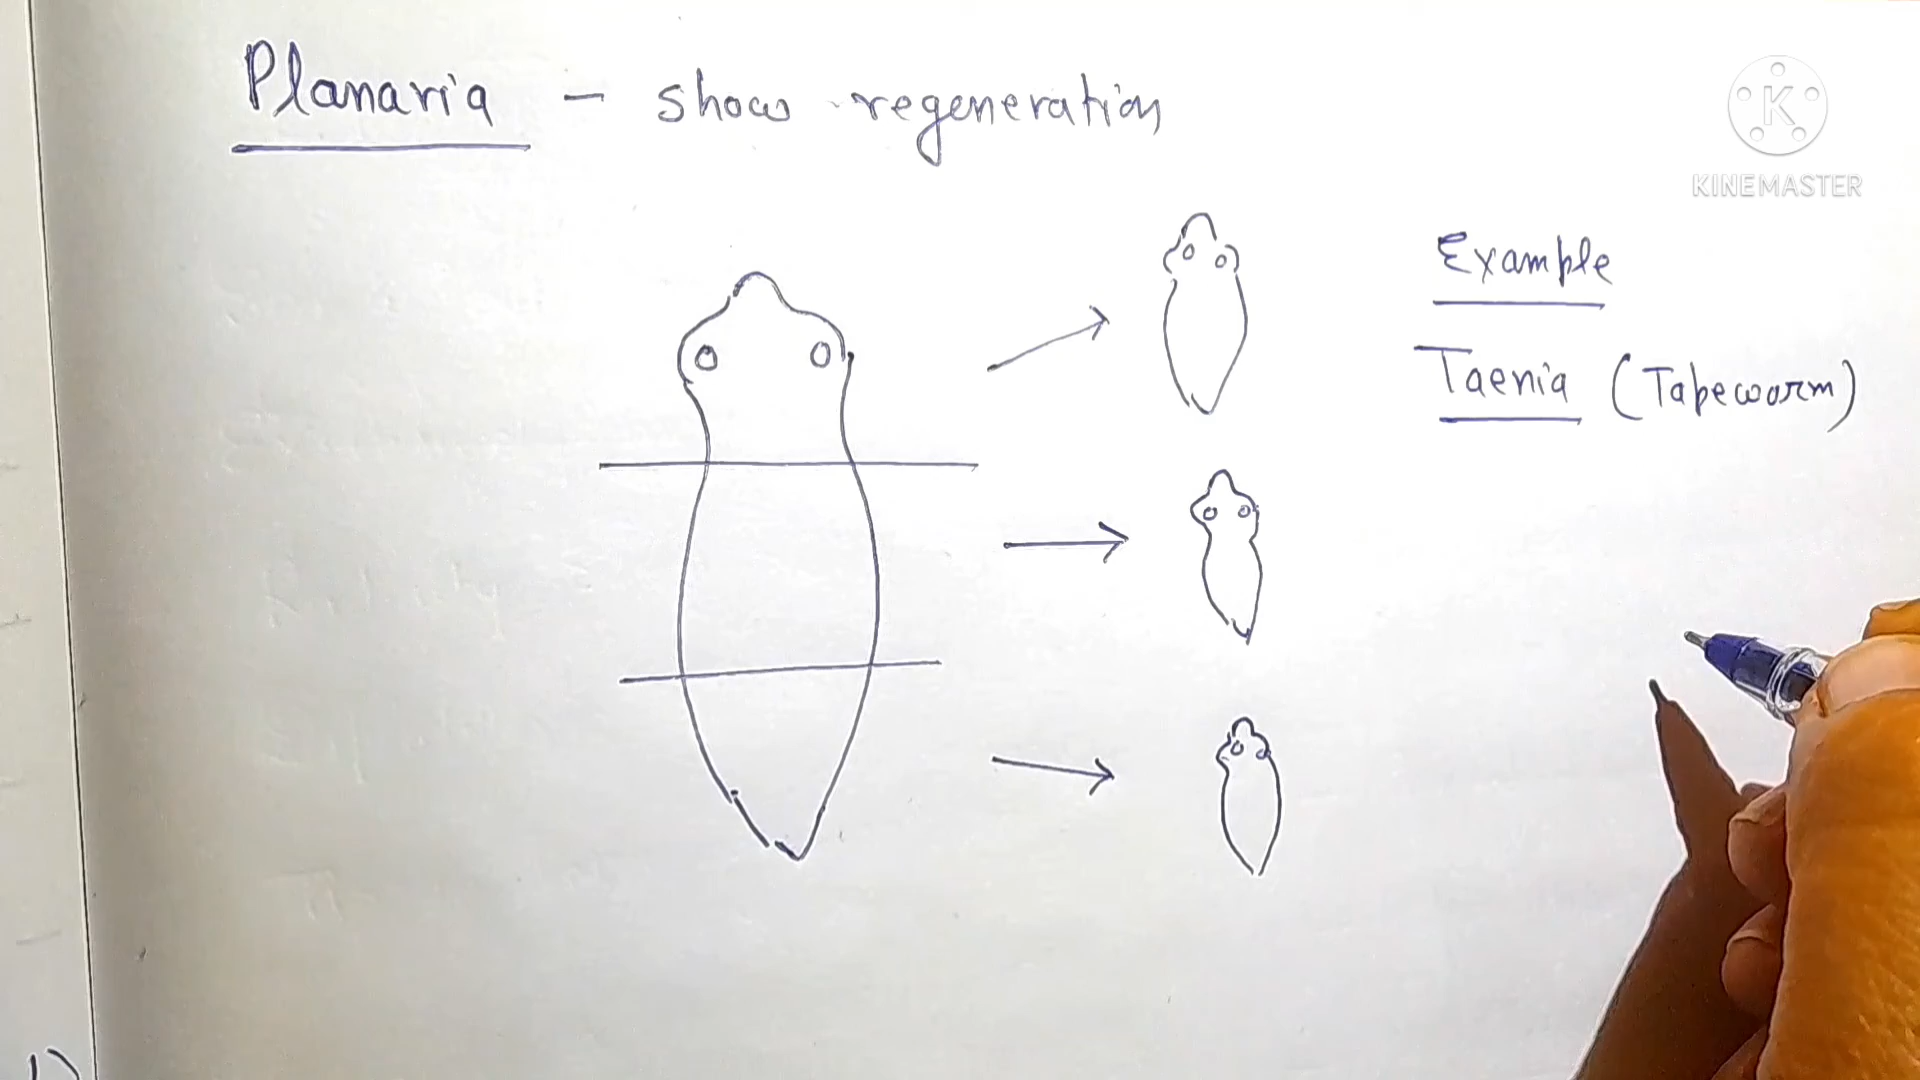 Planaria - show regeneration
K
KINEMASTER
Example
Taenia (Tapeworm)